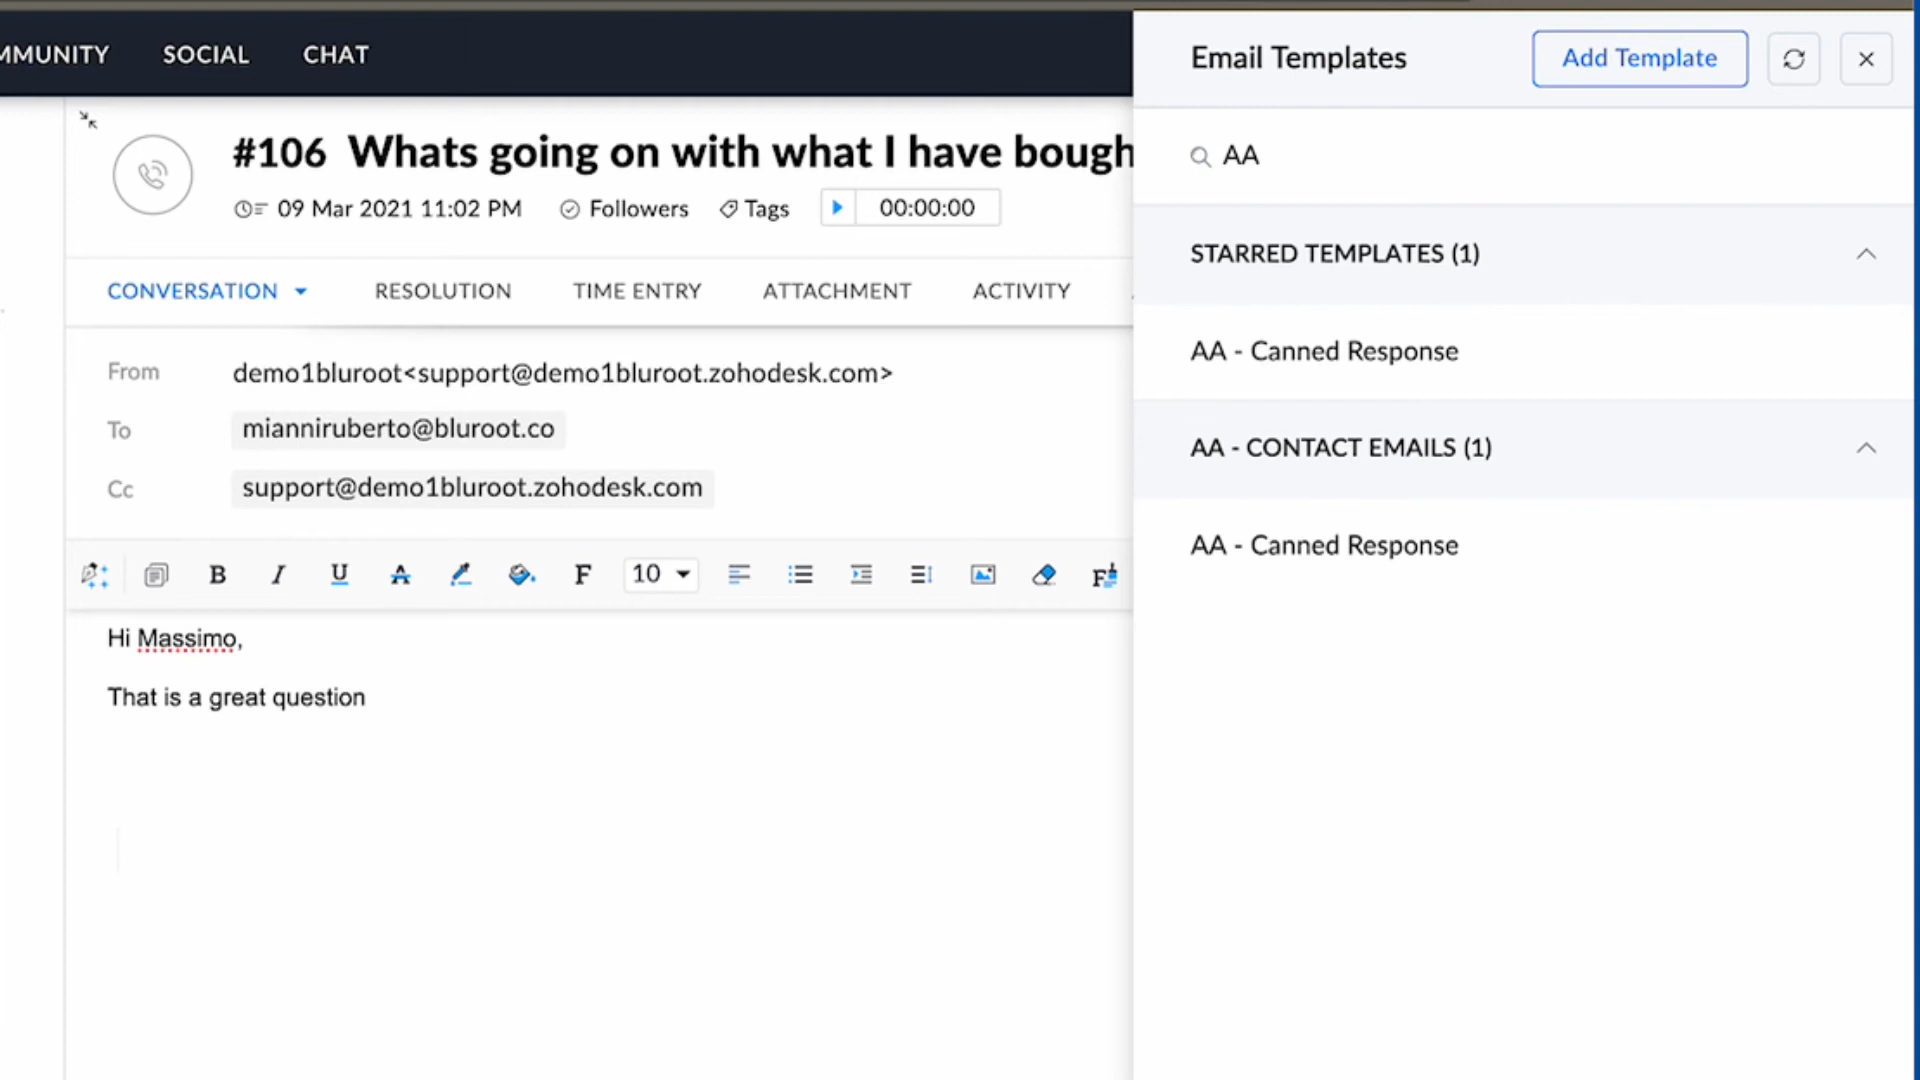 MMUNITY SOCIAL CHAT
#106 Whats going on with what I have bough
09 Mar 2021 11:02 PM Followers Tags 00:00:00
CONVERSATION RESOLUTION TIME ENTRY ATTACHMENT ACTIVITY
From demo1bluroot<support@demo1bluroot.zohodesk.com>
To mianniruberto@bluroot.co
Cc support@demo1bluroot.zohodesk.com
B I U A F 10
Hi Massimo,
That is a great question
Email Templates Add Template
AA
STARRED TEMPLATES (1)
AA - Canned Response
AA - CONTACT EMAILS (1)
AA - Canned Response